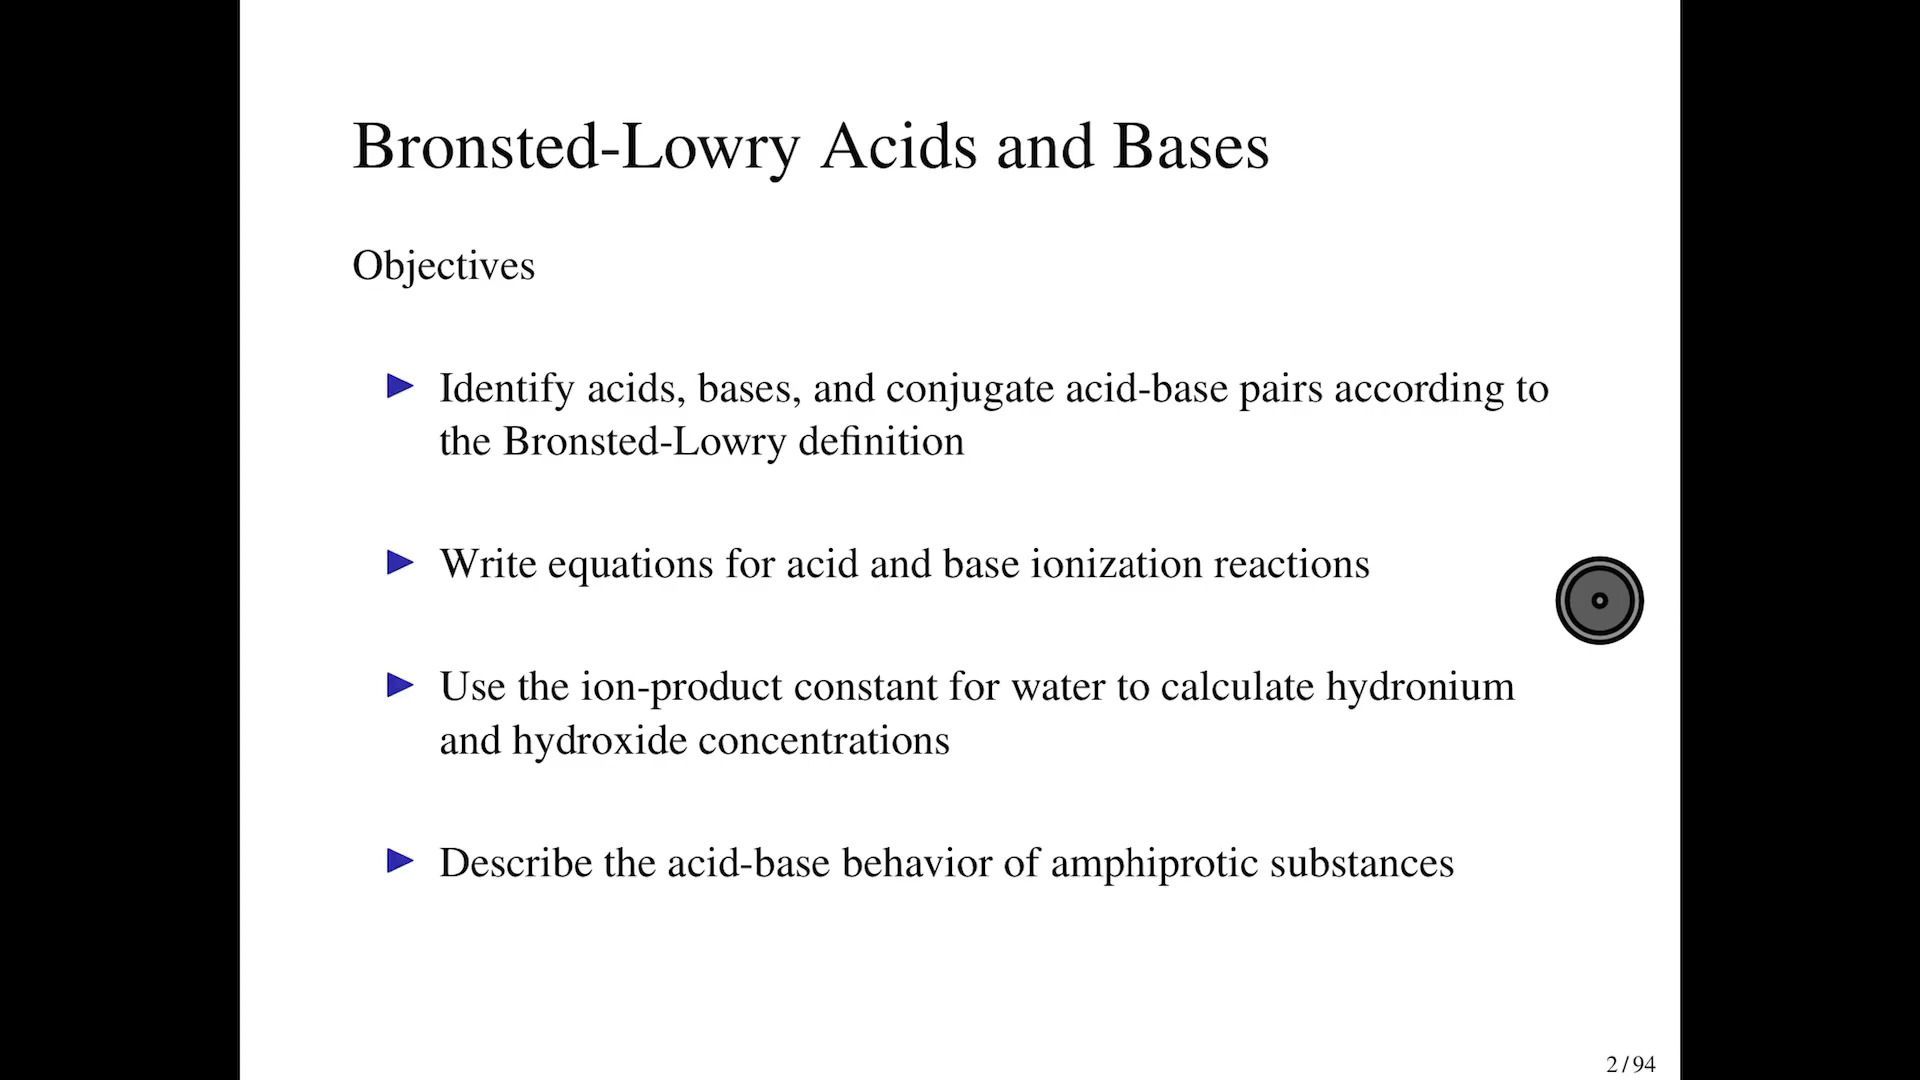 Bronsted-Lowry Acids and Bases
Objectives
Identify acids, bases, and conjugate acid-base pairs according to
the Bronsted-Lowry definition
Write equations for acid and base ionization reactions
Use the ion-product constant for water to calculate hydronium
and hydroxide concentrations
Describe the acid-base behavior of amphiprotic substances
2 / 94